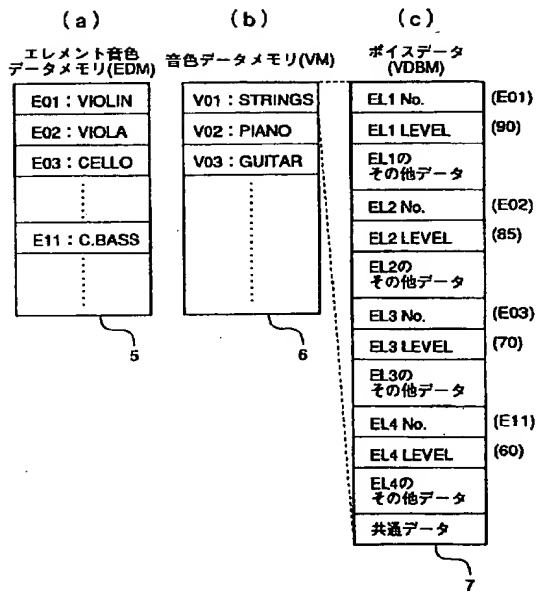 (a)
エレメント音色
データメモリ(EDM)
E01 : VIOLIN
E02 : VIOLA
E03 : CELLO
E11 : C.BASS
5
(b)
音色データメモリ(VM)
V01 : STRINGS
V02 : PIANO
V03 : GUITAR
6
(c)
ボイスデータ
(VDBM)
EL1 No. (E01)
EL1 LEVEL (90)
EL1の
その他データ
EL2 No. (E02)
EL2 LEVEL (85)
EL2の
その他データ
EL3 No. (E03)
EL3 LEVEL (70)
EL3の
その他データ
EL4 No. (E11)
EL4 LEVEL (60)
EL4の
その他データ
共通データ
7